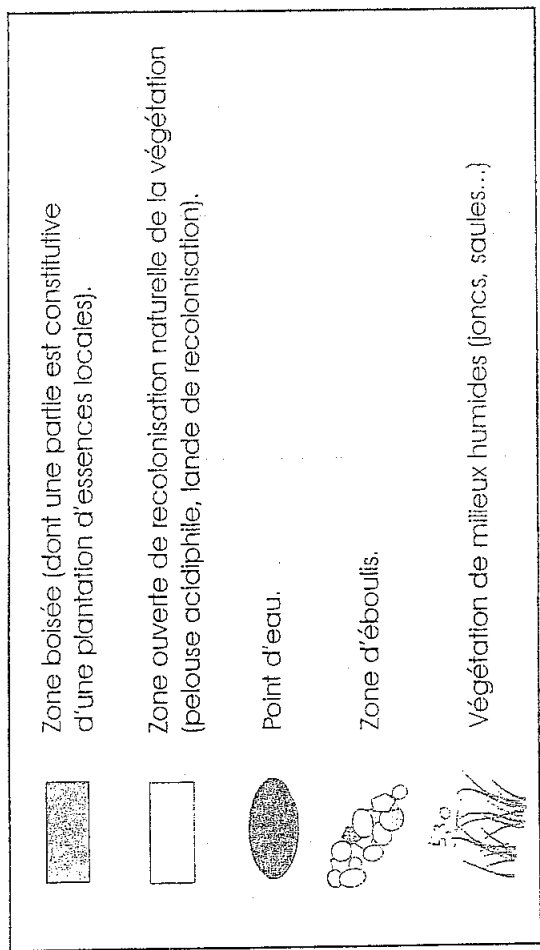 Zone boisée (dont une partie est constitutive
d'une plantation d'essences locales).
Zone ouverte de recolonisation naturelle de la végétation
(pelouse acidiphile, lande de recolonisation).
Point d'eau.
Zone d'éboulis.
530
Végétation de milieux humides (joncs, saules...)